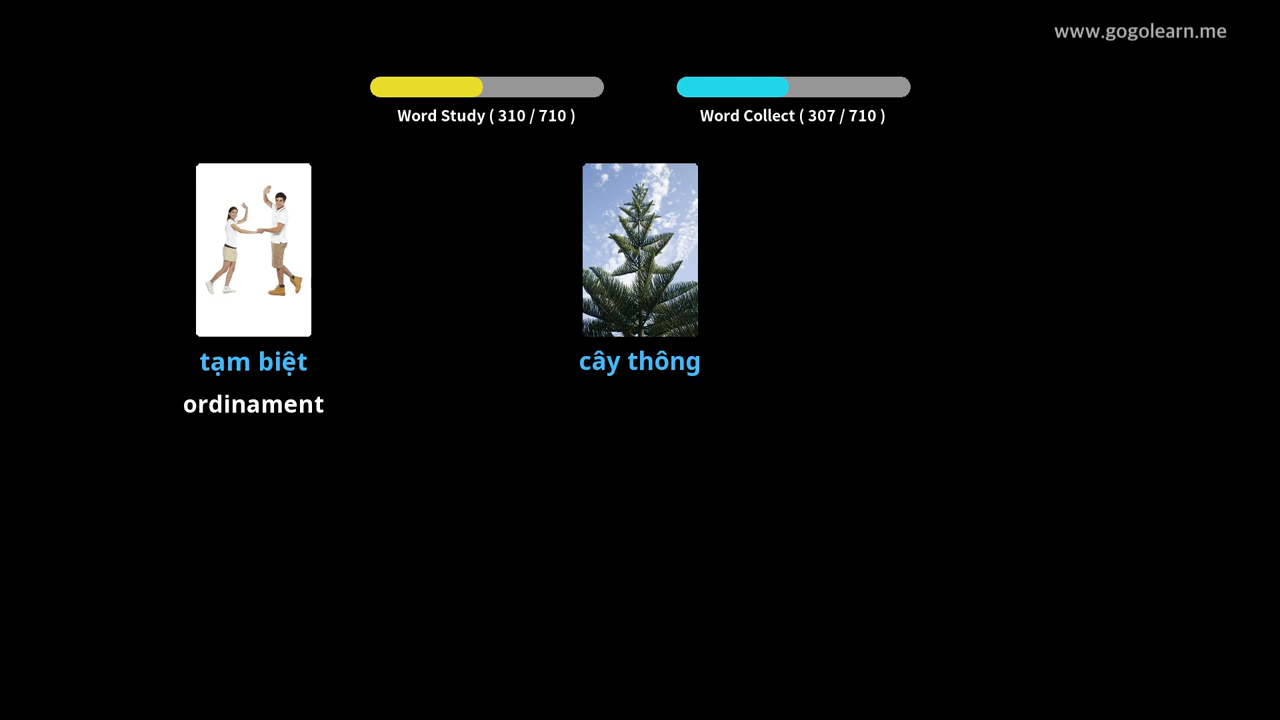 www.gogolearn.me
Word Study ( 310 / 710 )
Word Collect ( 307 / 710 )
tạm biệt
ordinament
cây thông